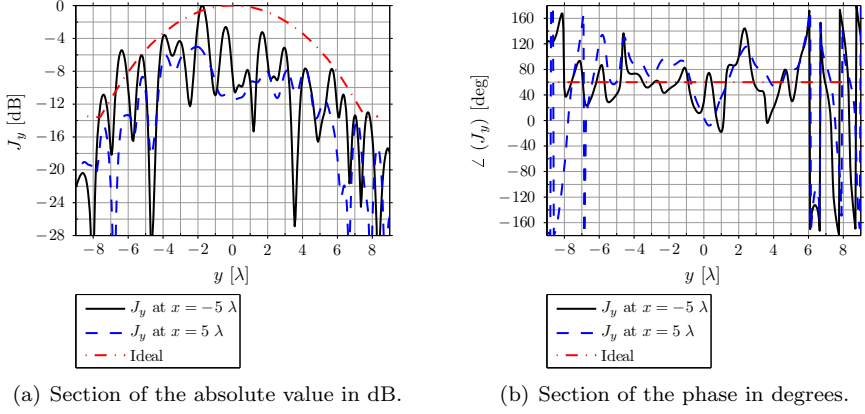 0
−4
−8
−12
−16
−20
−24
−28
J_y [dB]
−8 −6 −4 −2 0 2 4 6 8
y [λ]
J_y at x = −5 λ
J_y at x = 5 λ
Ideal
(a) Section of the absolute value in dB.
160
120
80
40
0
−40
−80
−120
−160
∠ (J_y) [deg]
−8 −6 −4 −2 0 2 4 6 8
y [λ]
J_y at x = −5 λ
J_y at x = 5 λ
Ideal
(b) Section of the phase in degrees.